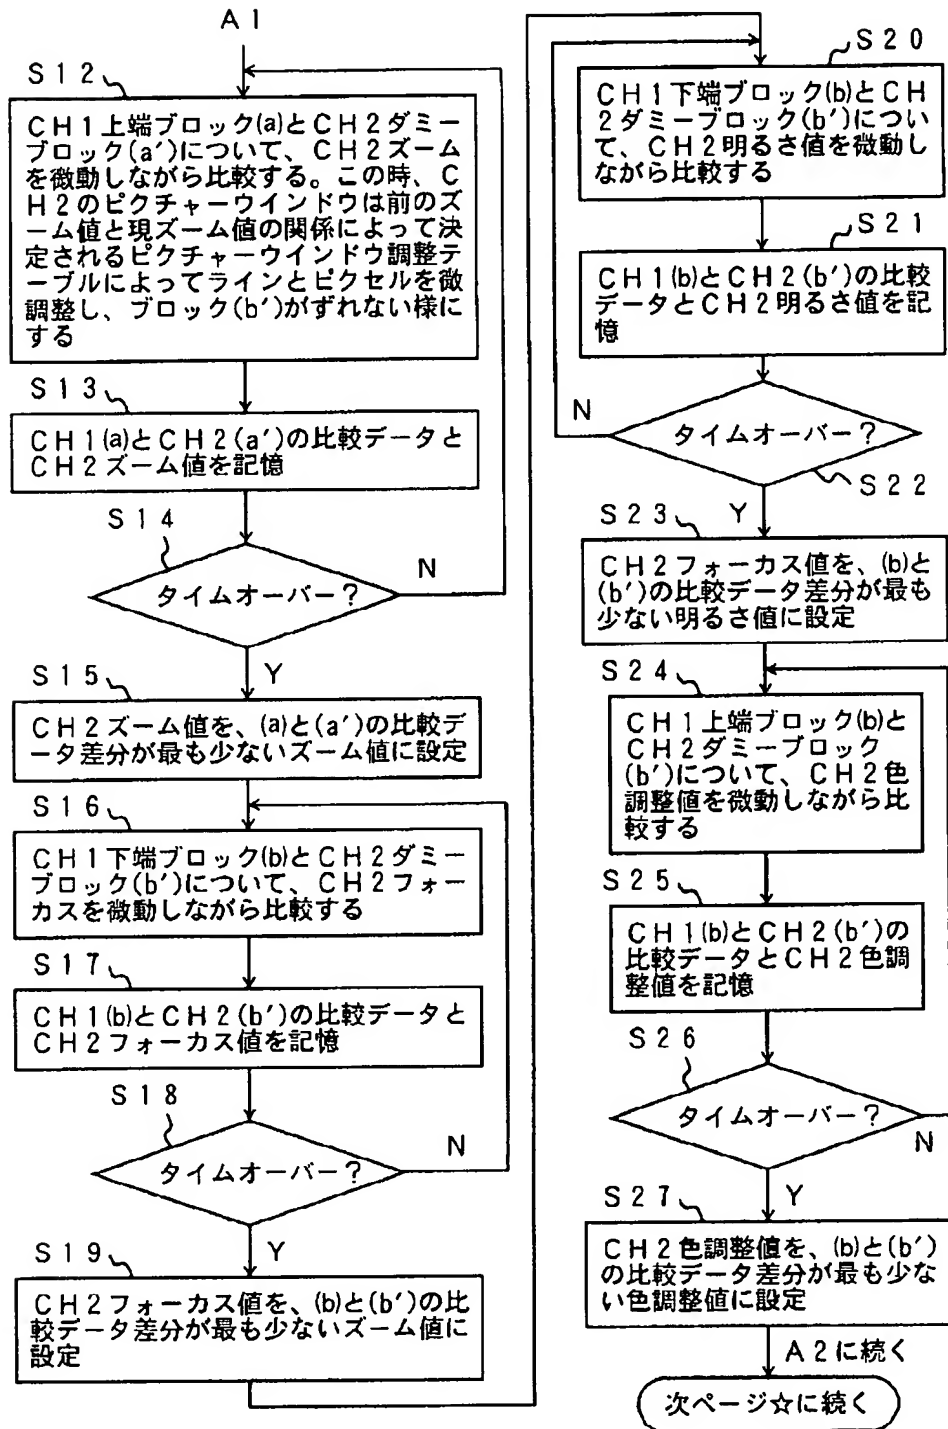 A1
S12
CH1上端ブロック(a)とCH2ダミー
ブロック(a′)について、CH2ズーム
を微動しながら比較する。この時、C
H2のピクチャーウインドウは前のズ
ーム値と現ズーム値の関係によって決
定されるピクチャーウインドウ調整テ
ーブルによってラインとピクセルを微
調整し、ブロック(b′)がずれない様に
する
S13
CH1(a)とCH2(a′)の比較データと
CH2ズーム値を記憶
S14
タイムオーバー?
N
Y
S15
CH2ズーム値を、(a)と(a′)の比較デ
ータ差分が最も少ないズーム値に設定
S16
CH1下端ブロック(b)とCH2ダミー
ブロック(b′)について、CH2フォー
カスを微動しながら比較する
S17
CH1(b)とCH2(b′)の比較データと
CH2フォーカス値を記憶
S18
タイムオーバー?
N
Y
S19
CH2フォーカス値を、(b)と(b′)の比
較データ差分が最も少ないズーム値に
設定
S20
CH1下端ブロック(b)とCH
2ダミーブロック(b′)につい
て、CH2明るさ値を微動し
ながら比較する
S21
CH1(b)とCH2(b′)の比較
データとCH2明るさ値を記
憶
N
タイムオーバー?
S22
Y
S23
CH2フォーカス値を、(b)と
(b′)の比較データ差分が最も
少ない明るさ値に設定
S24
CH1上端ブロック(b)と
CH2ダミーブロック
(b′)について、CH2色
調整値を微動しながら比
較する
S25
CH1(b)とCH2(b′)の
比較データとCH2色調
整値を記憶
S26
タイムオーバー?
N
Y
S27
CH2色調整値を、(b)と(b′)
の比較データ差分が最も少な
い色調整値に設定
A2に続く
次ページ☆に続く